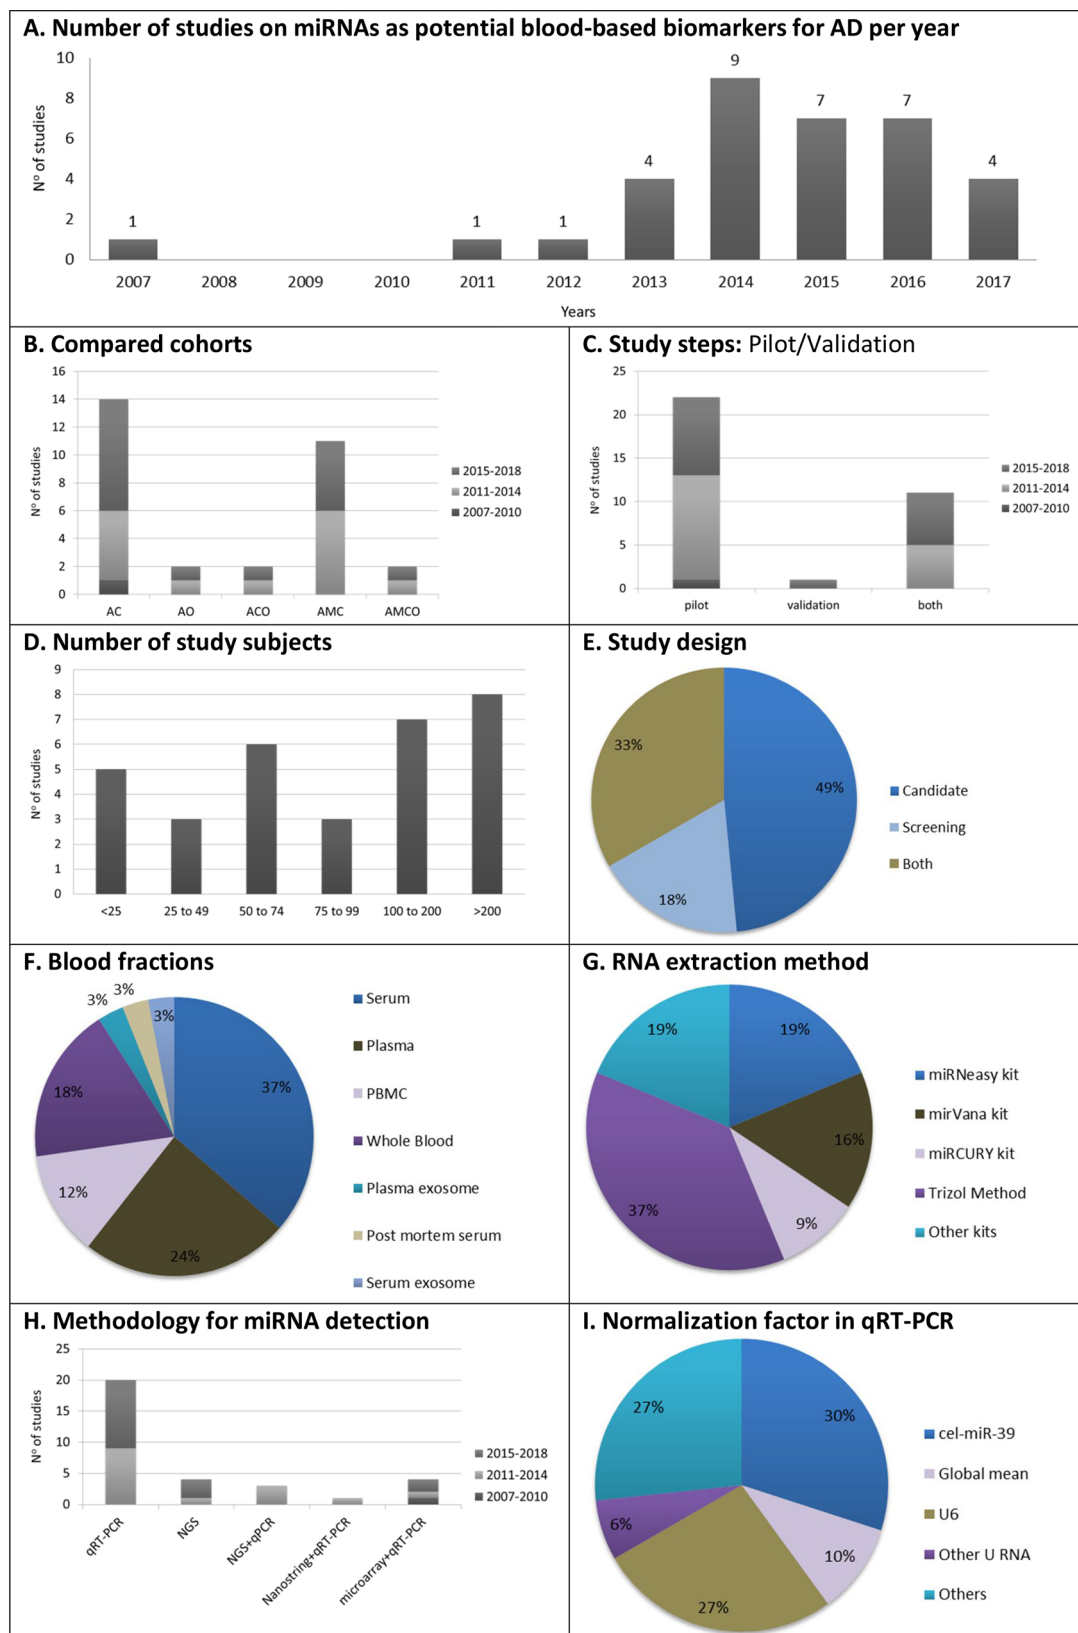 A. Number of studies on miRNAs as potential blood-based biomarkers for AD per year
10
8
6
4
2
0
Nº of studies
1
1
1
4
9
7
7
4
2007 2008 2009 2010 2011 2012 2013 2014 2015 2016 2017
Years
B. Compared cohorts
16
14
12
10
8
6
4
2
0
Nº of studies
AC AO ACO AMC AMCO
2015-2018
2011-2014
2007-2010
C. Study steps: Pilot/Validation
25
20
15
10
5
0
Nº of studies
pilot validation both
2015-2018
2011-2014
2007-2010
D. Number of study subjects
9
8
7
6
5
4
3
2
1
0
Nº of studies
<25 25 to 49 50 to 74 75 to 99 100 to 200 >200
E. Study design
33%
49%
18%
Candidate
Screening
Both
F. Blood fractions
3%
3%
3%
37%
18%
12%
24%
Serum
Plasma
PBMC
Whole Blood
Plasma exosome
Post mortem serum
Serum exosome
G. RNA extraction method
19%
19%
16%
37%
9%
miRNeasy kit
mirVana kit
miRCURY kit
Trizol Method
Other kits
H. Methodology for miRNA detection
25
20
15
10
5
0
Nº of studies
qRT-PCR
NGS
NGS+qPCR
Nanostring+qRT-PCR
microarray+qRT-PCR
2015-2018
2011-2014
2007-2010
I. Normalization factor in qRT-PCR
27%
30%
6%
10%
27%
cel-miR-39
Global mean
U6
Other U RNA
Others